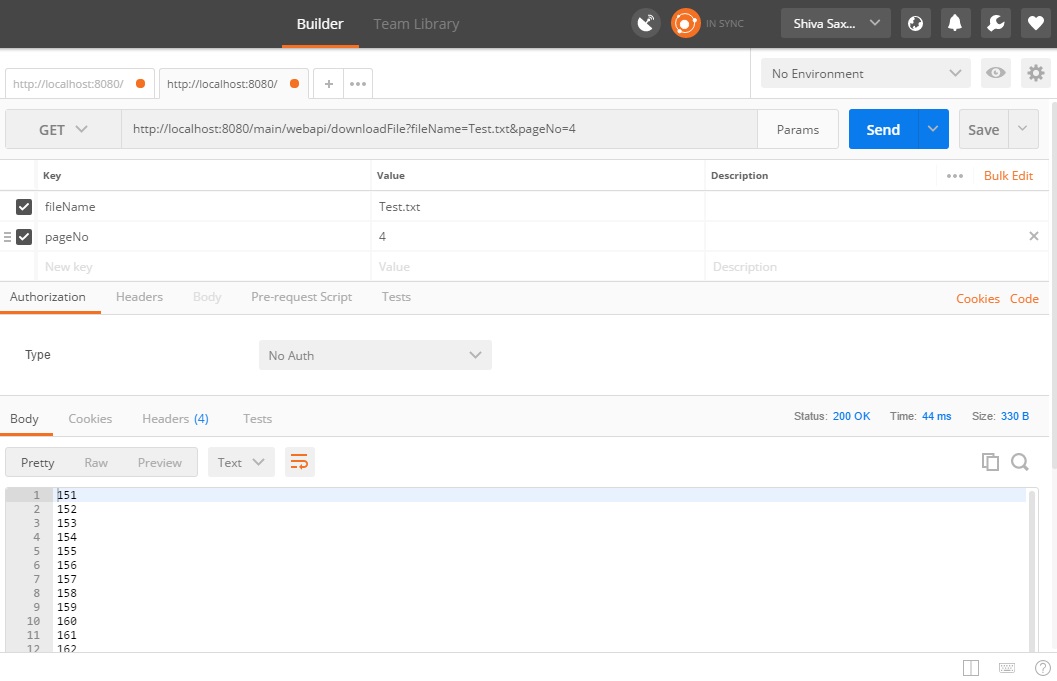 Builder Team Library IN SYNC Shiva Sax...
http://localhost:8080/ http://localhost:8080/ + ••• No Environment
GET http://localhost:8080/main/webapi/downloadFile?fileName=Test.txt&pageNo=4 Params Send Save
Key Value Description ••• Bulk Edit
fileName Test.txt
pageNo 4
New key Value Description
Authorization Headers Body Pre-request Script Tests Cookies Code
Type No Auth
Body Cookies Headers (4) Tests Status: 200 OK Time: 44 ms Size: 330 B
Pretty Raw Preview Text
1 151
2 152
3 153
4 154
5 155
6 156
7 157
8 158
9 159
10 160
11 161
12 162